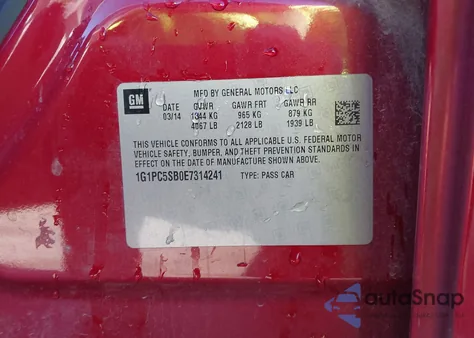 GM
MFD BY GENERAL MOTORS LLC
DATE GVWR GAWR FRT GAWR RR
03/14 1844 KG 965 KG 879 KG
4067 LB 2128 LB 1939 LB
THIS VEHICLE CONFORMS TO ALL APPLICABLE U.S. FEDERAL MOTOR
VEHICLE SAFETY, BUMPER, AND THEFT PREVENTION STANDARDS IN
EFFECT ON THE DATE OF MANUFACTURE SHOWN ABOVE.
1G1PC5SB0E7314241 TYPE: PASS CAR
autoSnap